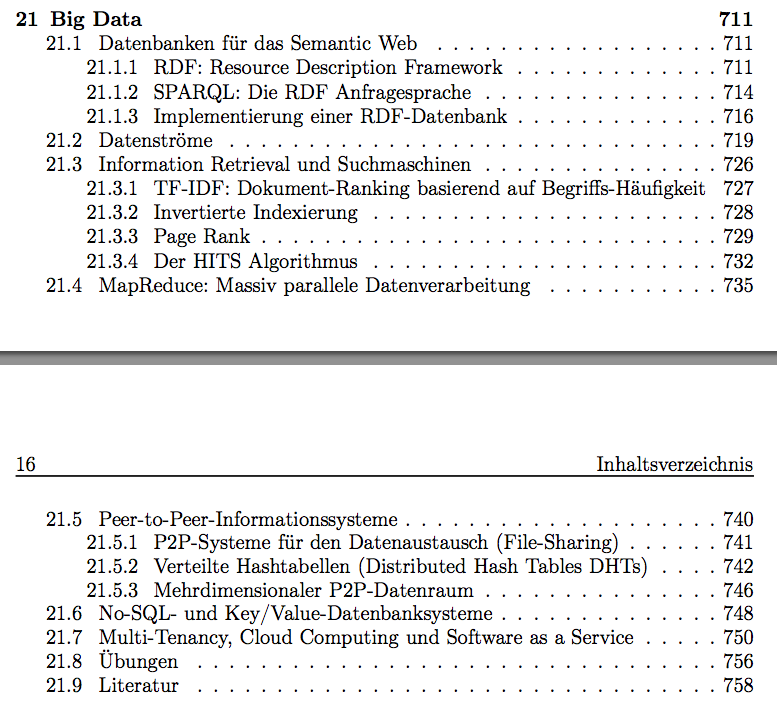 21 Big Data 711
21.1 Datenbanken für das Semantic Web . . . . . . . . . . . . . . . . . . 711
21.1.1 RDF: Resource Description Framework . . . . . . . . . . . . . 711
21.1.2 SPARQL: Die RDF Anfragesprache . . . . . . . . . . . . . . . 714
21.1.3 Implementierung einer RDF-Datenbank . . . . . . . . . . . . . 716
21.2 Datenströme . . . . . . . . . . . . . . . . . . . . . . . . . . . . . . . 719
21.3 Information Retrieval und Suchmaschinen . . . . . . . . . . . . . . . 726
21.3.1 TF-IDF: Dokument-Ranking basierend auf Begriffs-Häufigkeit 727
21.3.2 Invertierte Indexierung . . . . . . . . . . . . . . . . . . . . . . 728
21.3.3 Page Rank . . . . . . . . . . . . . . . . . . . . . . . . . . . . . 729
21.3.4 Der HITS Algorithmus . . . . . . . . . . . . . . . . . . . . . . 732
21.4 MapReduce: Massiv parallele Datenverarbeitung . . . . . . . . . . . 735
16 Inhaltsverzeichnis
21.5 Peer-to-Peer-Informationssysteme . . . . . . . . . . . . . . . . . . . . 740
21.5.1 P2P-Systeme für den Datenaustausch (File-Sharing) . . . . . . 741
21.5.2 Verteilte Hashtabellen (Distributed Hash Tables DHTs) . . . . 742
21.5.3 Mehrdimensionaler P2P-Datenraum . . . . . . . . . . . . . . . 746
21.6 No-SQL- und Key/Value-Datenbanksysteme . . . . . . . . . . . . . . 748
21.7 Multi-Tenancy, Cloud Computing und Software as a Service . . . . . 750
21.8 Übungen . . . . . . . . . . . . . . . . . . . . . . . . . . . . . . . . . 756
21.9 Literatur . . . . . . . . . . . . . . . . . . . . . . . . . . . . . . . . . 758